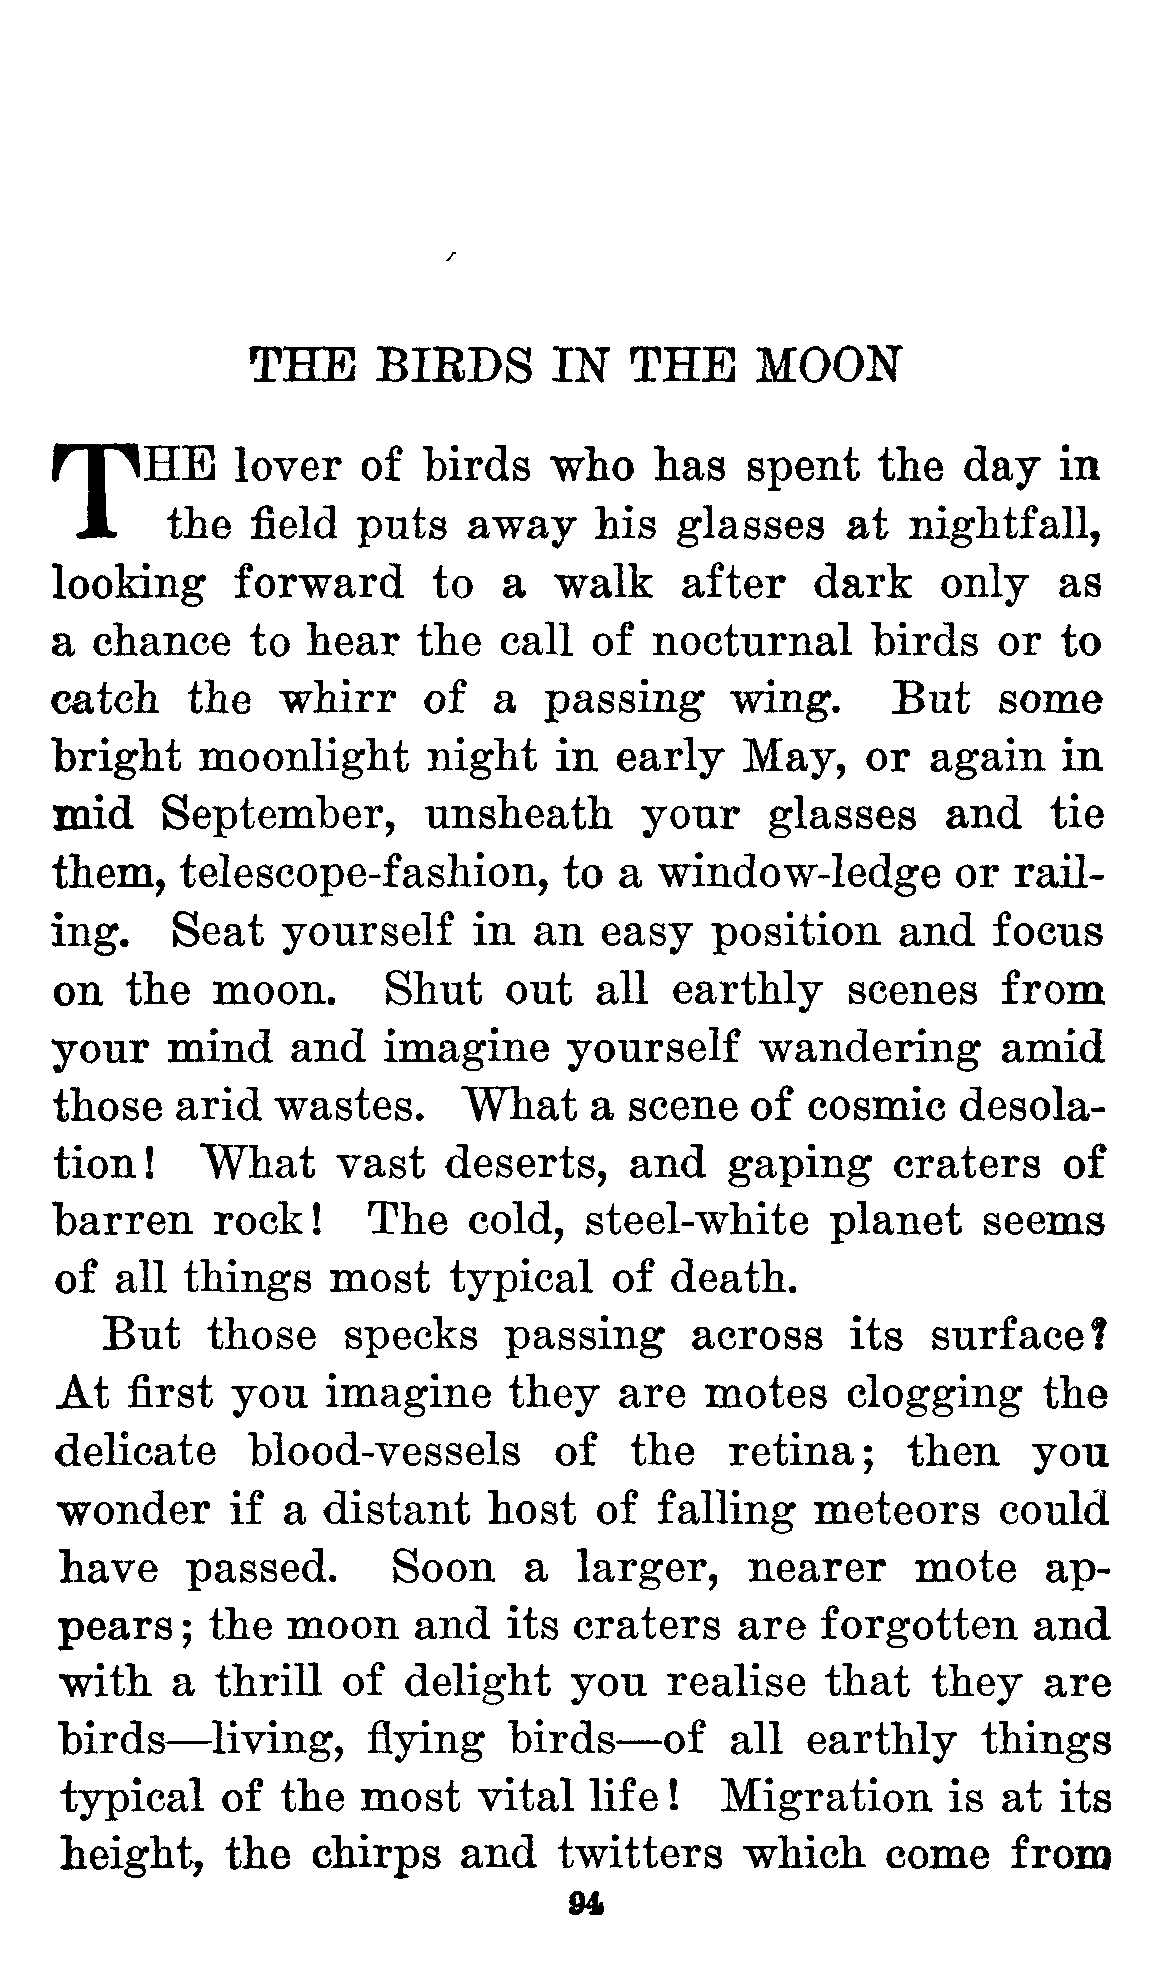 THE BIRDS IN THE MOON
THE lover of birds who has spent the day in
the field puts away his glasses at nightfall,
looking forward to a walk after dark only as
a chance to hear the call of nocturnal birds or to
catch the whirr of a passing wing. But some
bright moonlight night in early May, or again in
mid September, unsheath your glasses and tie
them, telescope-fashion, to a window-ledge or rail-
ing. Seat yourself in an easy position and focus
on the moon. Shut out all earthly scenes from
your mind and imagine yourself wandering amid
those arid wastes. What a scene of cosmic desola-
tion! What vast deserts, and gaping craters of
barren rock! The cold, steel-white planet seems
of all things most typical of death.
But those specks passing across its surface?
At first you imagine they are motes clogging the
delicate blood-vessels of the retina; then you
wonder if a distant host of falling meteors could
have passed. Soon a larger, nearer mote ap-
pears; the moon and its craters are forgotten and
with a thrill of delight you realise that they are
birds—living, flying birds—of all earthly things
typical of the most vital life! Migration is at its
height, the chirps and twitters which come from
94